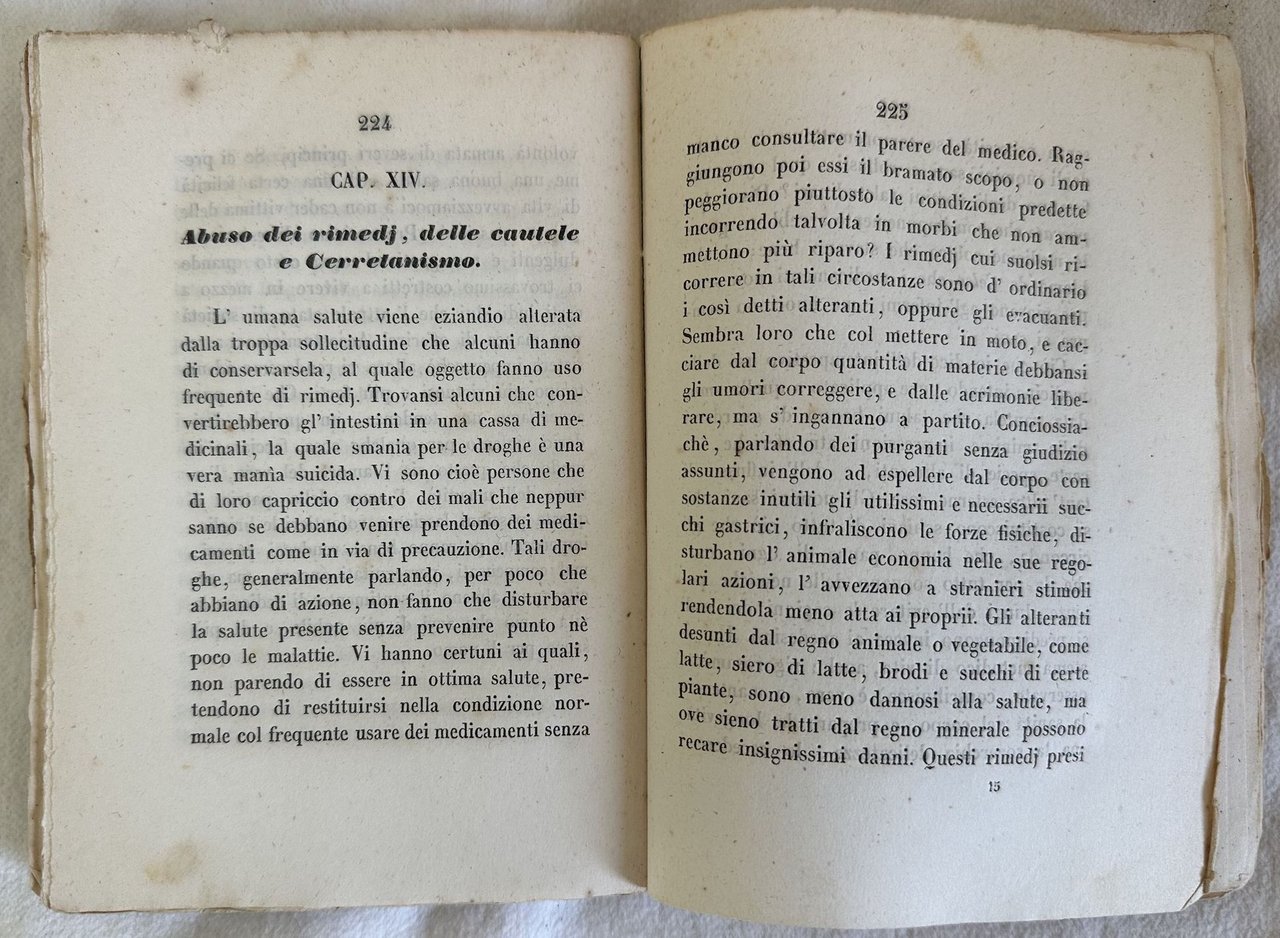 224
CAP. XIV.
Abuso dei rimedj, delle cautele
e Cerretanismo.
L' umana salute viene eziandio alterata
dalla troppa sollecitudine che alcuni hanno
di conservarsela, al quale oggetto fanno uso
frequente di rimedj. Trovansi alcuni che con-
vertirebbero gl' intestini in una cassa di me-
dicinali, la quale smania per le droghe è una
vera manìa suicida. Vi sono cioè persone che
di loro capriccio contro dei mali che neppur
sanno se debbano venire prendono dei medi-
camenti come in via di precauzione. Tali dro-
ghe, generalmente parlando, per poco che
abbiano di azione, non fanno che disturbare
la salute presente senza prevenire punto nè
poco le malattie. Vi hanno certuni ai quali,
non parendo di essere in ottima salute, pre-
tendono di restituirsi nella condizione nor-
male col frequente usare dei medicamenti senza
225
manco consultare il parere del medico. Rag-
giungono poi essi il bramato scopo, o non
peggiorano piuttosto le condizioni predette
incorrendo talvolta in morbi che non am-
mettono più riparo? I rimedj cui suolsi ri-
correre in tali circostanze sono d' ordinario
i così detti alteranti, oppure gli evacuanti.
Sembra loro che col mettere in moto, e cac-
ciare dal corpo quantità di materie debbansi
gli umori correggere, e dalle acrimonie libe-
rare, ma s' ingannano a partito. Conciossia-
chè, parlando dei purganti senza giudizio
assunti, vengono ad espellere dal corpo con
sostanze inutili gli utilissimi e necessarii suc-
chi gastrici, infraliscono le forze fisiche, di-
sturbano l' animale economia nelle sue rego-
lari azioni, l' avvezzano a stranieri stimoli
rendendola meno atta ai proprii. Gli alteranti
desunti dal regno animale o vegetabile, come
latte, siero di latte, brodi e succhi di certe
piante, sono meno dannosi alla salute, ma
ove sieno tratti dal regno minerale possono
recare insignissimi danni. Questi rimedj presi
15